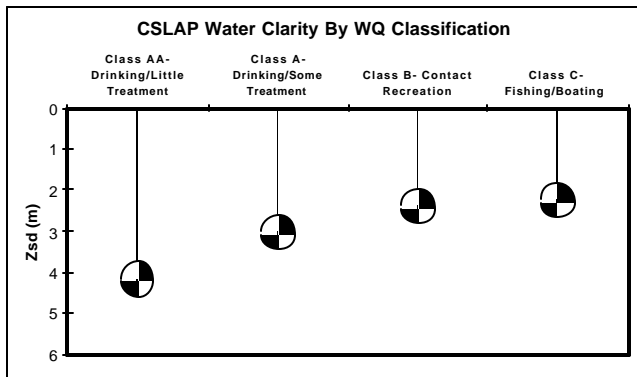 CSLAP Water Clarity By WQ Classification
Class AA-
Drinking/Little
Treatment
Class A-
Drinking/Some
Treatment
Class B- Contact
Recreation
Class C-
Fishing/Boating
0
1
2
3
4
5
6
Zsd (m)